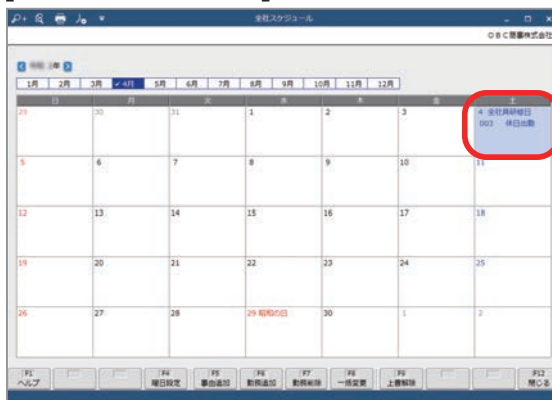 全社スケジュール
OBC商事株式会社
年
1月 2月 3月 ✔4月 5月 6月 7月 8月 9月 10月 11月 12月
日 月 火 水 木 金 土
29 30 31 1 2 3 4 全社員研修日
003 休日出勤
5 6 7 8 9 10 11
12 13 14 15 16 17 18
19 20 21 22 23 24 25
26 27 28 29 昭和の日 30 1 2
F1 F4 F5 F6 F7 F8 F9 F12
ヘルプ 曜日設定 事由追加 勤務追加 勤務削除 一括変更 上書解除 閉じる